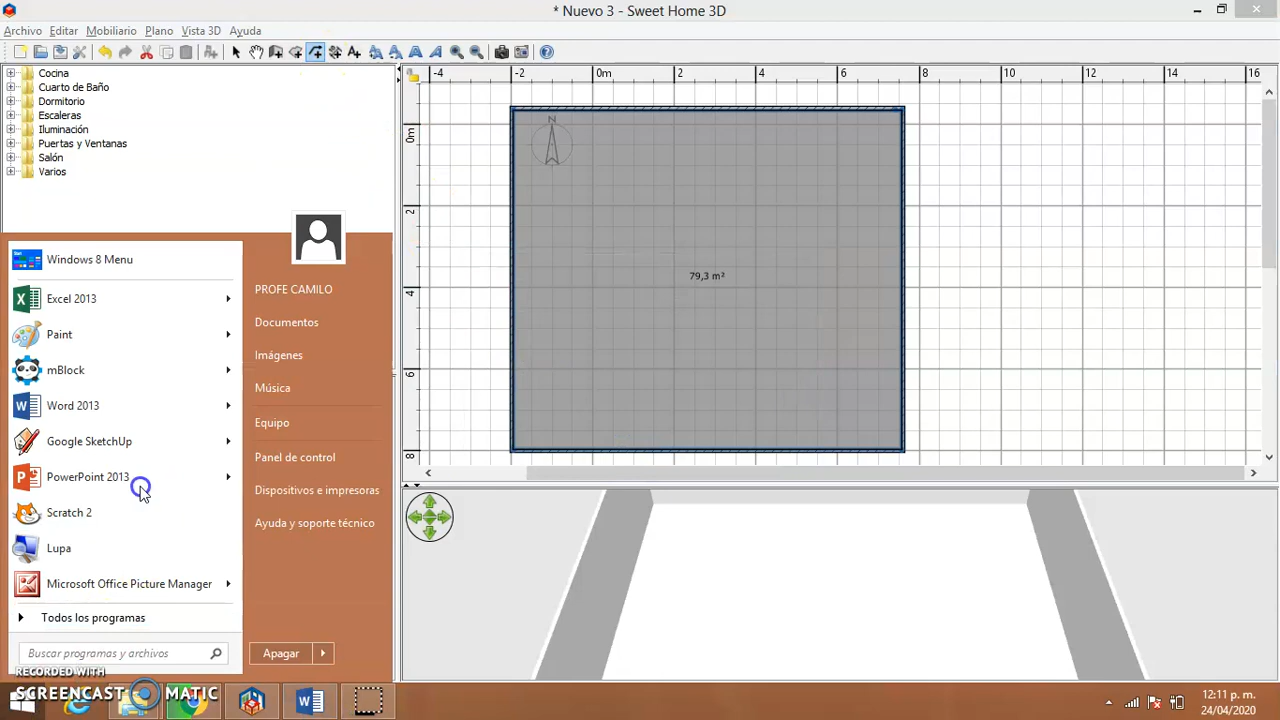 * Nuevo 3 - Sweet Home 3D
Archivo Editar Mobiliario Plano Vista 3D Ayuda
Cocina
Cuarto de Baño
Dormitorio
Escaleras
Iluminación
Puertas y Ventanas
Salón
Varios
-4 -2 0m 2 4 6 8 10 12 14 16
0m
2
4
6
8
N
79,3 m²
Windows 8 Menu
Excel 2013
Paint
mBlock
Word 2013
Google SketchUp
PowerPoint 2013
Scratch 2
Lupa
Microsoft Office Picture Manager
Todos los programas
Buscar programas y archivos
PROFE CAMILO
Documentos
Imágenes
Música
Equipo
Panel de control
Dispositivos e impresoras
Ayuda y soporte técnico
Apagar
RECORDED WITH
SCREENCAST MATIC
12:11 p. m.
24/04/2020